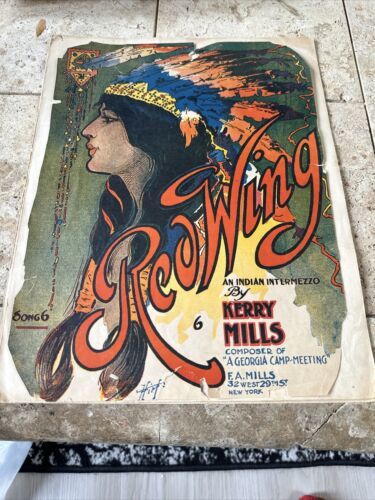 Red Wing
AN INDIAN INTERMEZZO
By
KERRY
MILLS
COMPOSER OF
"A GEORGIA CAMP-MEETING"
F.A. MILLS
32 WEST 29TH ST
NEW YORK
SONG 6
6